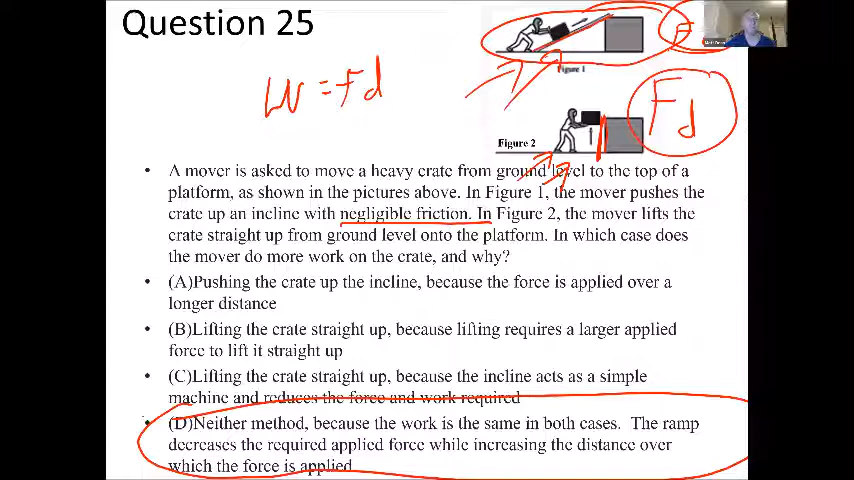 Question 25
W = Fd
F
Figure 1
Fd
Figure 2
• A mover is asked to move a heavy crate from ground level to the top of a
platform, as shown in the pictures above. In Figure 1, the mover pushes the
crate up an incline with negligible friction. In Figure 2, the mover lifts the
crate straight up from ground level onto the platform. In which case does
the mover do more work on the crate, and why?
• (A)Pushing the crate up the incline, because the force is applied over a
longer distance
• (B)Lifting the crate straight up, because lifting requires a larger applied
force to lift it straight up
• (C)Lifting the crate straight up, because the incline acts as a simple
machine and reduces the force and work required
• (D)Neither method, because the work is the same in both cases. The ramp
decreases the required applied force while increasing the distance over
which the force is applied